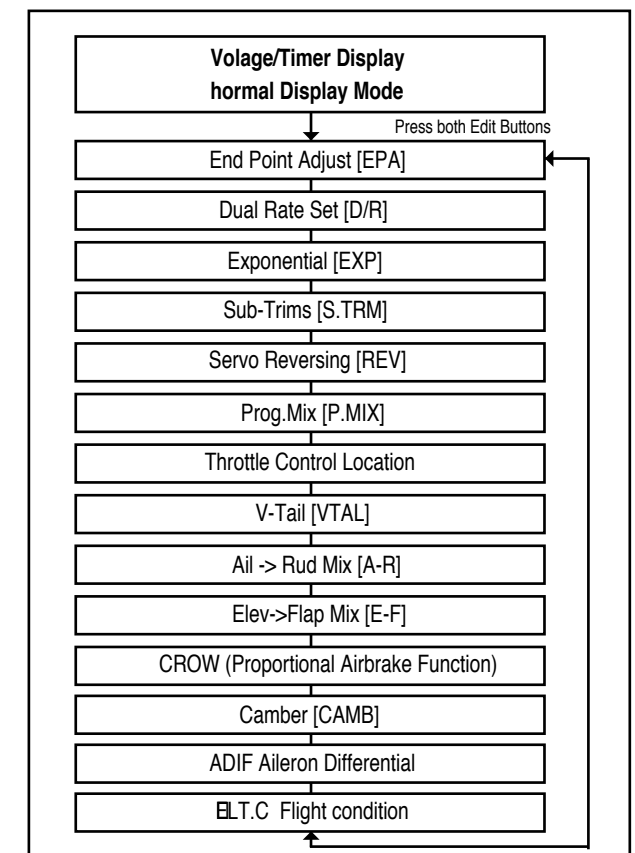 Volage/Timer Display
hormal Display Mode
Press both Edit Buttons
End Point Adjust [EPA]
Dual Rate Set [D/R]
Exponential [EXP]
Sub-Trims [S.TRM]
Servo Reversing [REV]
Prog.Mix [P.MIX]
Throttle Control Location
V-Tail [VTAL]
Ail -> Rud Mix [A-R]
Elev->Flap Mix [E-F]
CROW (Proportional Airbrake Function)
Camber [CAMB]
ADIF Aileron Differential
Flight condition